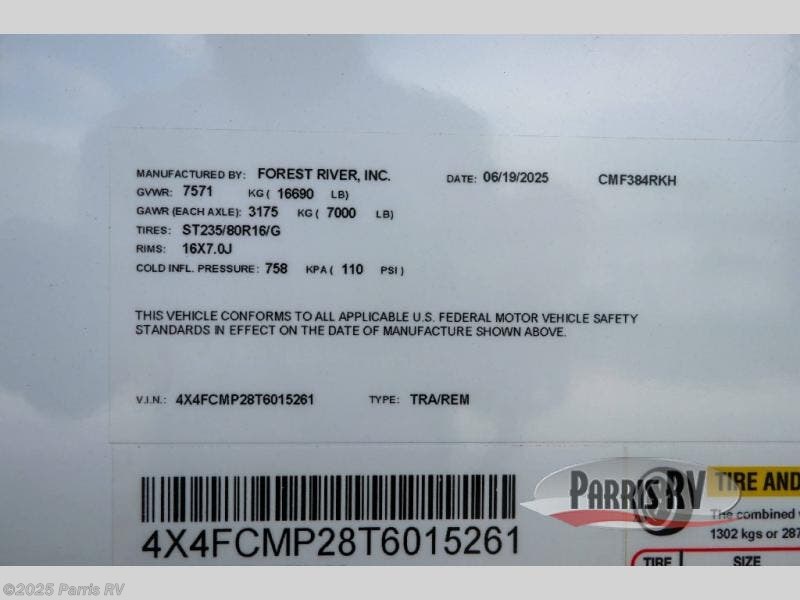 MANUFACTURED BY: FOREST RIVER, INC. DATE: 06/19/2025 CMF384RKH
GVWR: 7571 KG ( 16690 LB)
GAWR (EACH AXLE): 3175 KG ( 7000 LB)
TIRES: ST235/80R16/G
RIMS: 16X7.0J
COLD INFL. PRESSURE: 758 KPA ( 110 PSI )
THIS VEHICLE CONFORMS TO ALL APPLICABLE U.S. FEDERAL MOTOR VEHICLE SAFETY
STANDARDS IN EFFECT ON THE DATE OF MANUFACTURE SHOWN ABOVE.
V.I.N.: 4X4FCMP28T6015261 TYPE: TRA/REM
4X4FCMP28T6015261
PARRIS RV
TIRE AND
The combined
1302 kgs or 287
TIRE SIZE
©2025 Parris RV